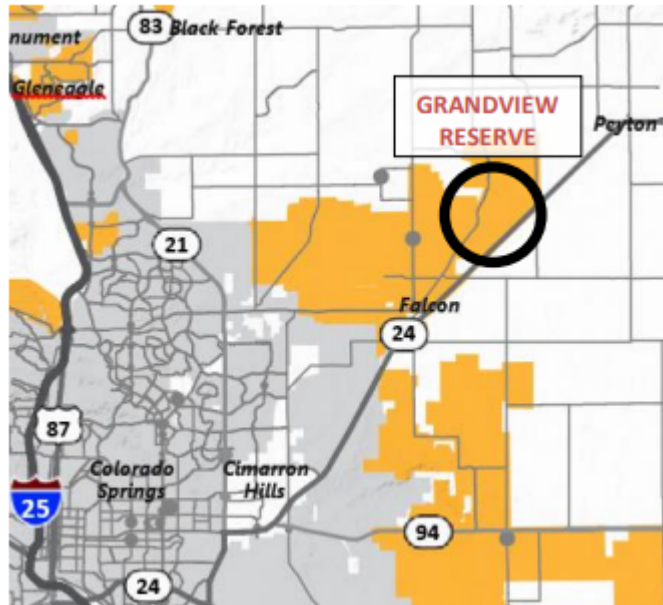 nument
83
Black Forest
Gleneagle
GRANDVIEW
RESERVE
Peyton
21
Falcon
24
87
Colorado
Springs
Cimarron
Hills
25
94
24